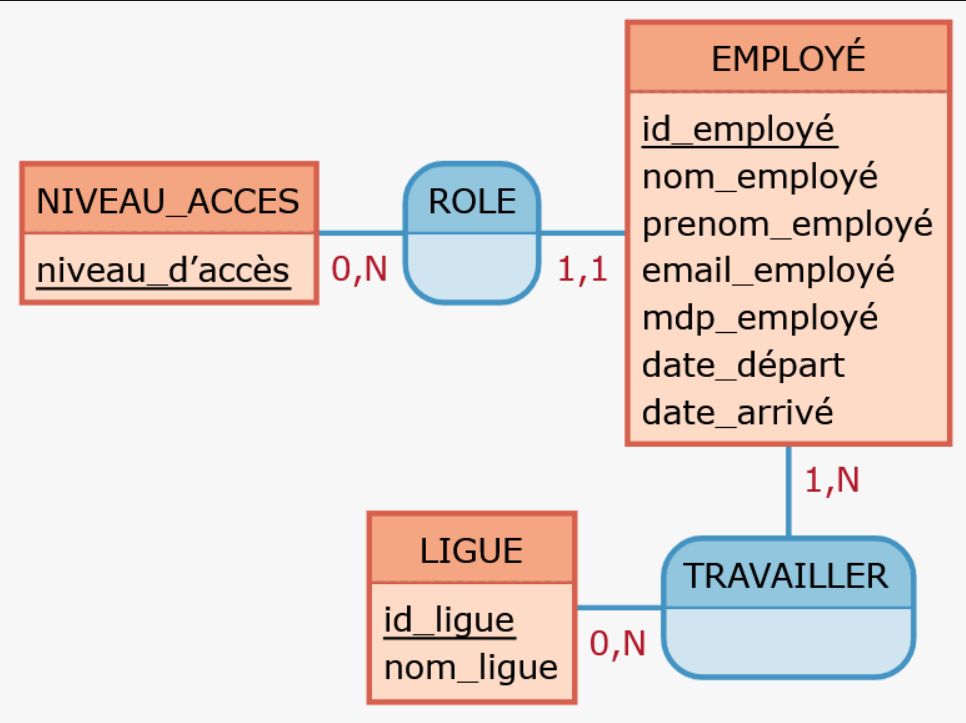 EMPLOYÉ
id_employé
nom_employé
prenom_employé
email_employé
mdp_employé
date_départ
date_arrivé
NIVEAU_ACCES
niveau_d’accès
0,N
ROLE
1,1
1,N
LIGUE
id_ligue
nom_ligue
0,N
TRAVAILLER